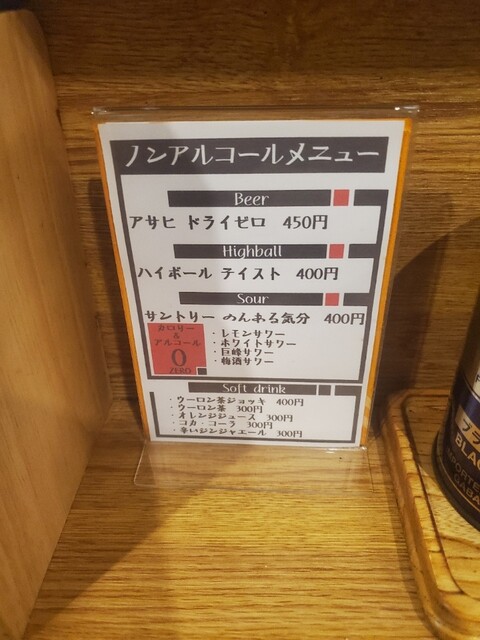 ノンアルコールメニュー
Beer
アサヒ ドライゼロ 450円
Highball
ハイボール テイスト 400円
Sour
サントリー のんある気分 400円
カロリー
&
アルコール
0
ZERO
・レモンサワー
・ホワイトサワー
・巨峰サワー
・梅酒サワー
Soft drink
・ウーロン茶ジョッキ 400円
・ウーロン茶 300円
・オレンジジュース 300円
・コカ・コーラ 300円
・辛いジンジャエール 300円
BLA